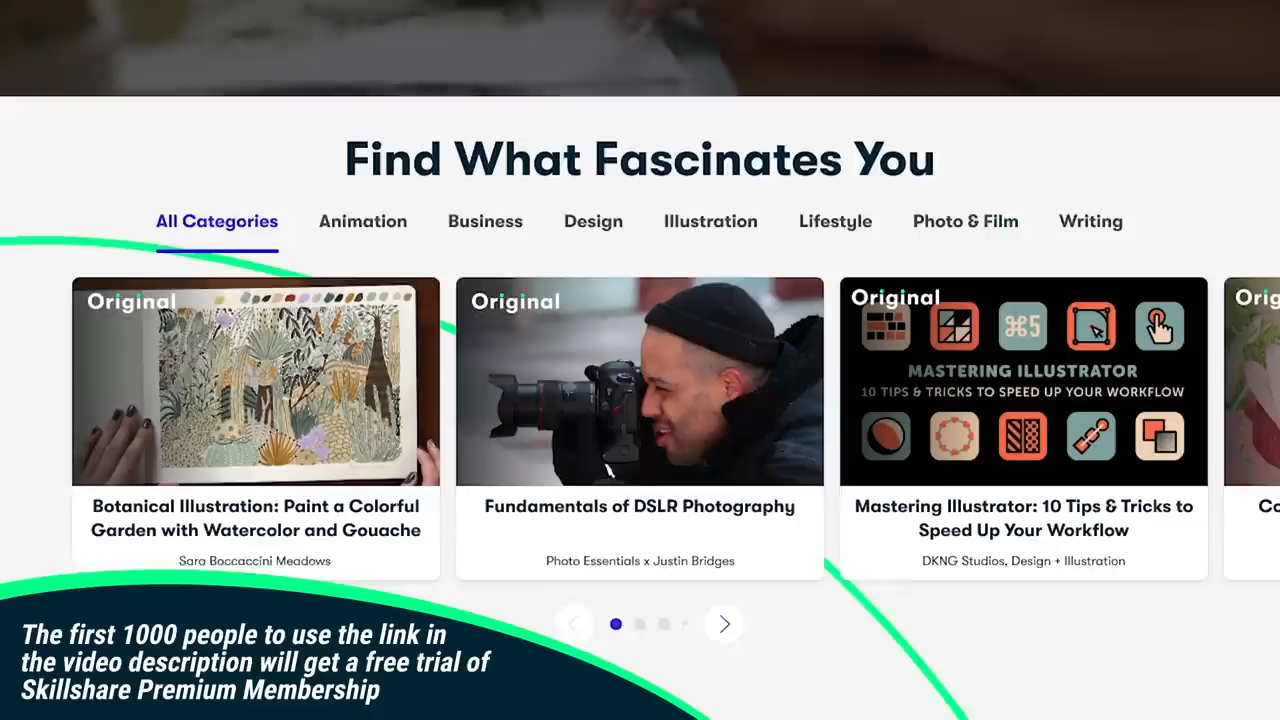 Find What Fascinates You
All Categories Animation Business Design Illustration Lifestyle Photo & Film Writing
Original
Original
Original
⌘5
MASTERING ILLUSTRATOR
10 TIPS & TRICKS TO SPEED UP YOUR WORKFLOW
Botanical Illustration: Paint a Colorful
Garden with Watercolor and Gouache
Sara Boccaccini Meadows
Fundamentals of DSLR Photography
Photo Essentials x Justin Bridges
Mastering Illustrator: 10 Tips & Tricks to
Speed Up Your Workflow
DKNG Studios, Design + Illustration
The first 1000 people to use the link in
the video description will get a free trial of
Skillshare Premium Membership